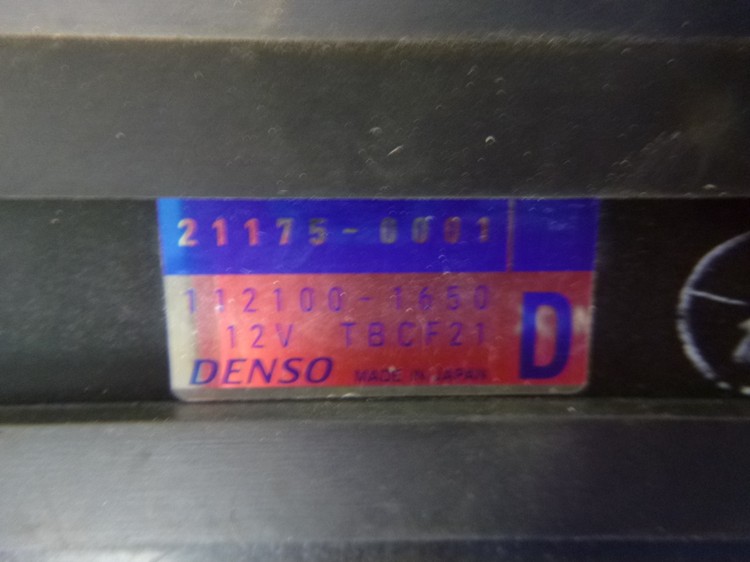 21175-0001
112100-1650
12V TBCF21
D
DENSO MADE IN JAPAN